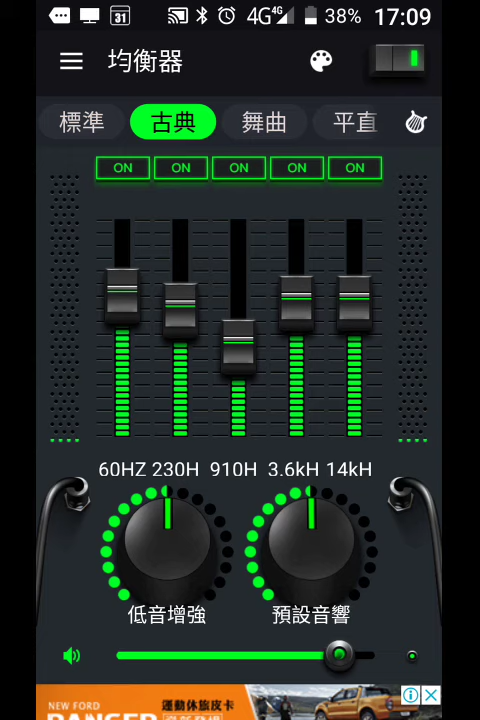 31 4G 4G 38% 17:09
均衡器
標準 古典 舞曲 平直
ON ON ON ON ON
60HZ 230H 910H 3.6kH 14kH
低音增強 預設音響
NEW FORD 運動休旅皮卡
RANGER